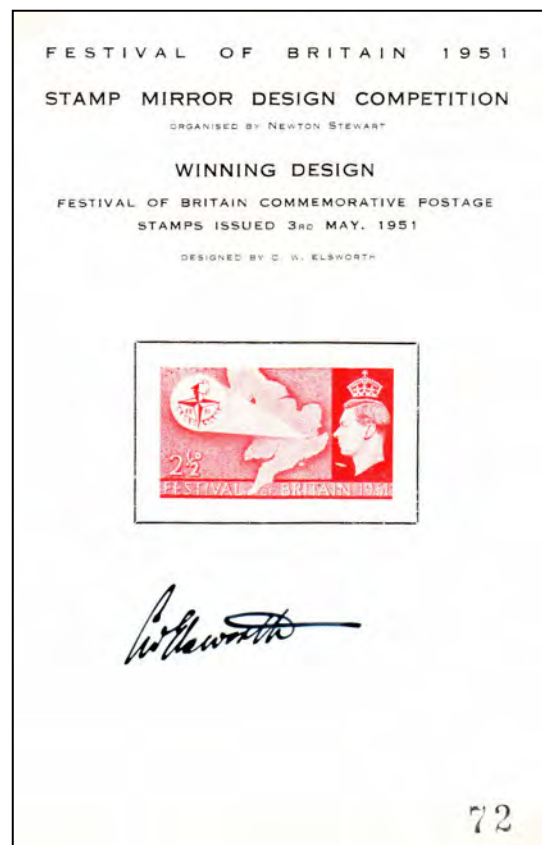 FESTIVAL OF BRITAIN 1951
STAMP MIRROR DESIGN COMPETITION
ORGANISED BY NEWTON STEWART
WINNING DESIGN
FESTIVAL OF BRITAIN COMMEMORATIVE POSTAGE
STAMPS ISSUED 3RD MAY, 1951
DESIGNED BY C. W. ELSWORTH
2½D
FESTIVAL OF BRITAIN 1951
CWElsworth
72